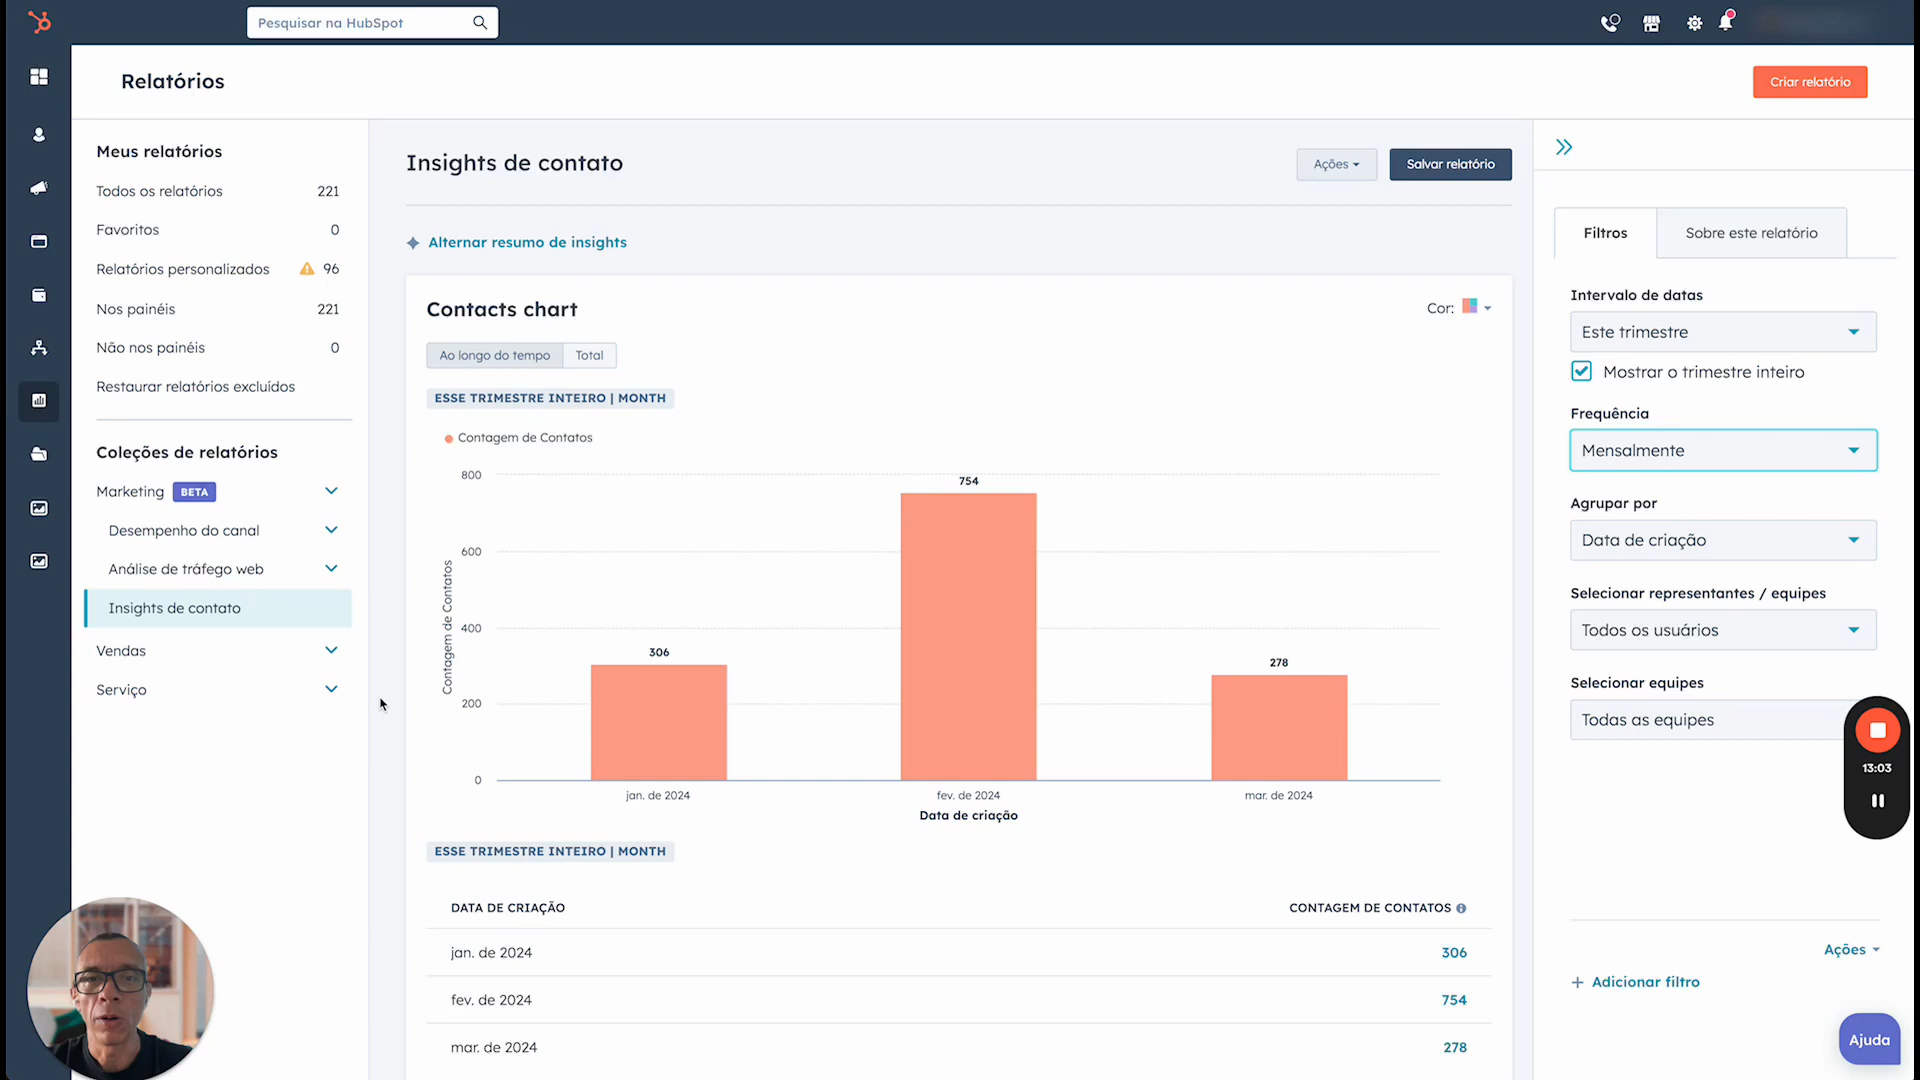 Pesquisar na HubSpot
Relatórios
Criar relatório
Meus relatórios
Todos os relatórios 221
Favoritos 0
Relatórios personalizados 96
Nos painéis 221
Não nos painéis 0
Restaurar relatórios excluídos
Coleções de relatórios
Marketing BETA
Desempenho do canal
Análise de tráfego web
Insights de contato
Vendas
Serviço
Insights de contato
Ações
Salvar relatório
Alternar resumo de insights
Contacts chart
Cor:
Ao longo do tempo Total
ESSE TRIMESTRE INTEIRO | MONTH
Contagem de Contatos
800
600
400
200
0
Contagem de Contatos
306
754
278
jan. de 2024
fev. de 2024
mar. de 2024
Data de criação
ESSE TRIMESTRE INTEIRO | MONTH
DATA DE CRIAÇÃO CONTAGEM DE CONTATOS
jan. de 2024 306
fev. de 2024 754
mar. de 2024 278
Filtros
Sobre este relatório
Intervalo de datas
Este trimestre
Mostrar o trimestre inteiro
Frequência
Mensalmente
Agrupar por
Data de criação
Selecionar representantes / equipes
Todos os usuários
Selecionar equipes
Todas as equipes
13:03
Ações
+ Adicionar filtro
Ajuda